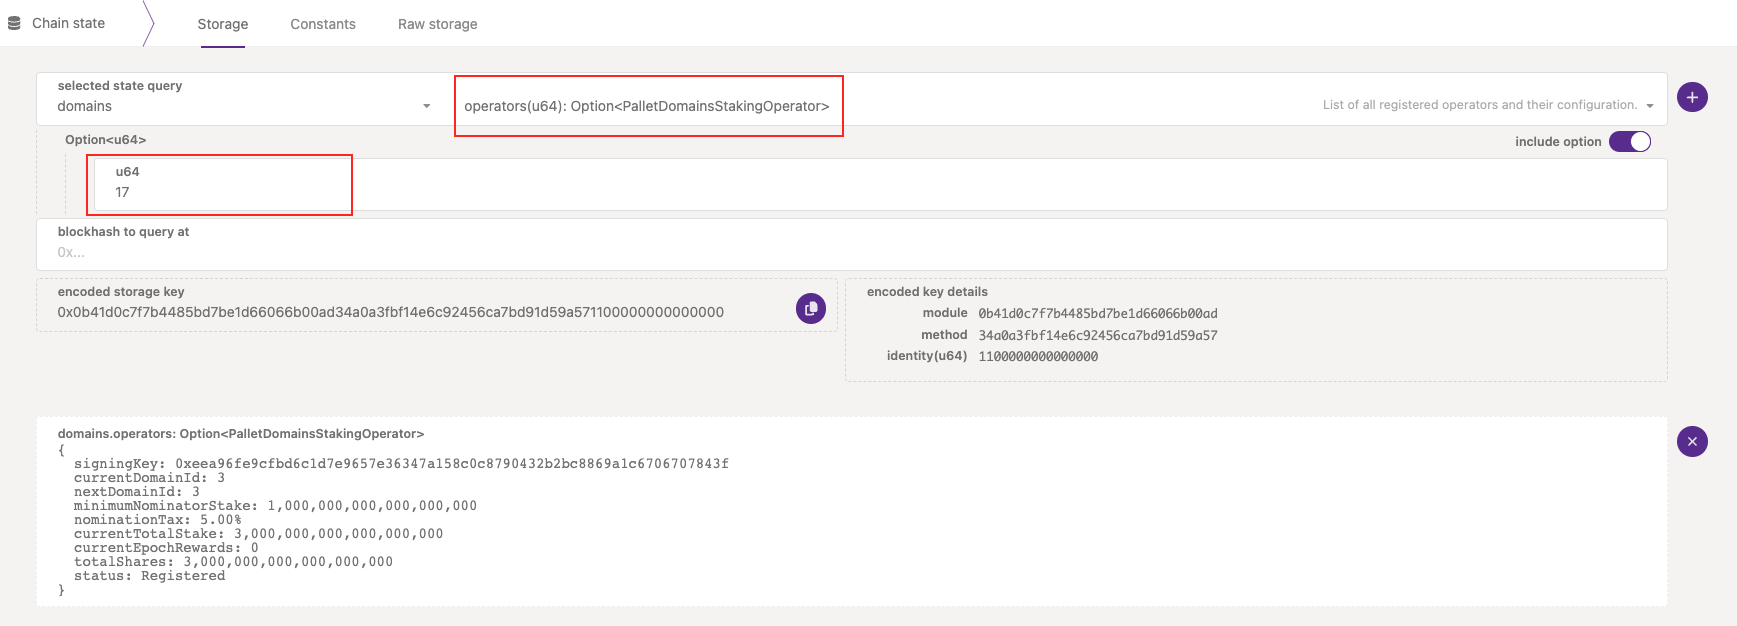 Chain state
Storage
Constants
Raw storage
selected state query
domains
operators(u64): Option<PalletDomainsStakingOperator>
List of all registered operators and their configuration.
Option<u64>
include option
u64
17
blockhash to query at
0x...
encoded storage key
0x0b41d0c7f7b4485bd7be1d66066b00ad34a0a3fbf14e6c92456ca7bd91d59a571100000000000000
encoded key details
module 0b41d0c7f7b4485bd7be1d66066b00ad
method 34a0a3fbf14e6c92456ca7bd91d59a57
identity(u64) 1100000000000000
domains.operators: Option<PalletDomainsStakingOperator>
{
signingKey: 0xeea96fe9cfbd6c1d7e9657e36347a158c0c8790432b2bc8869a1c6706707843f
currentDomainId: 3
nextDomainId: 3
minimumNominatorStake: 1,000,000,000,000,000,000
nominationTax: 5.00%
currentTotalStake: 3,000,000,000,000,000,000
currentEpochRewards: 0
totalShares: 3,000,000,000,000,000,000
status: Registered
}